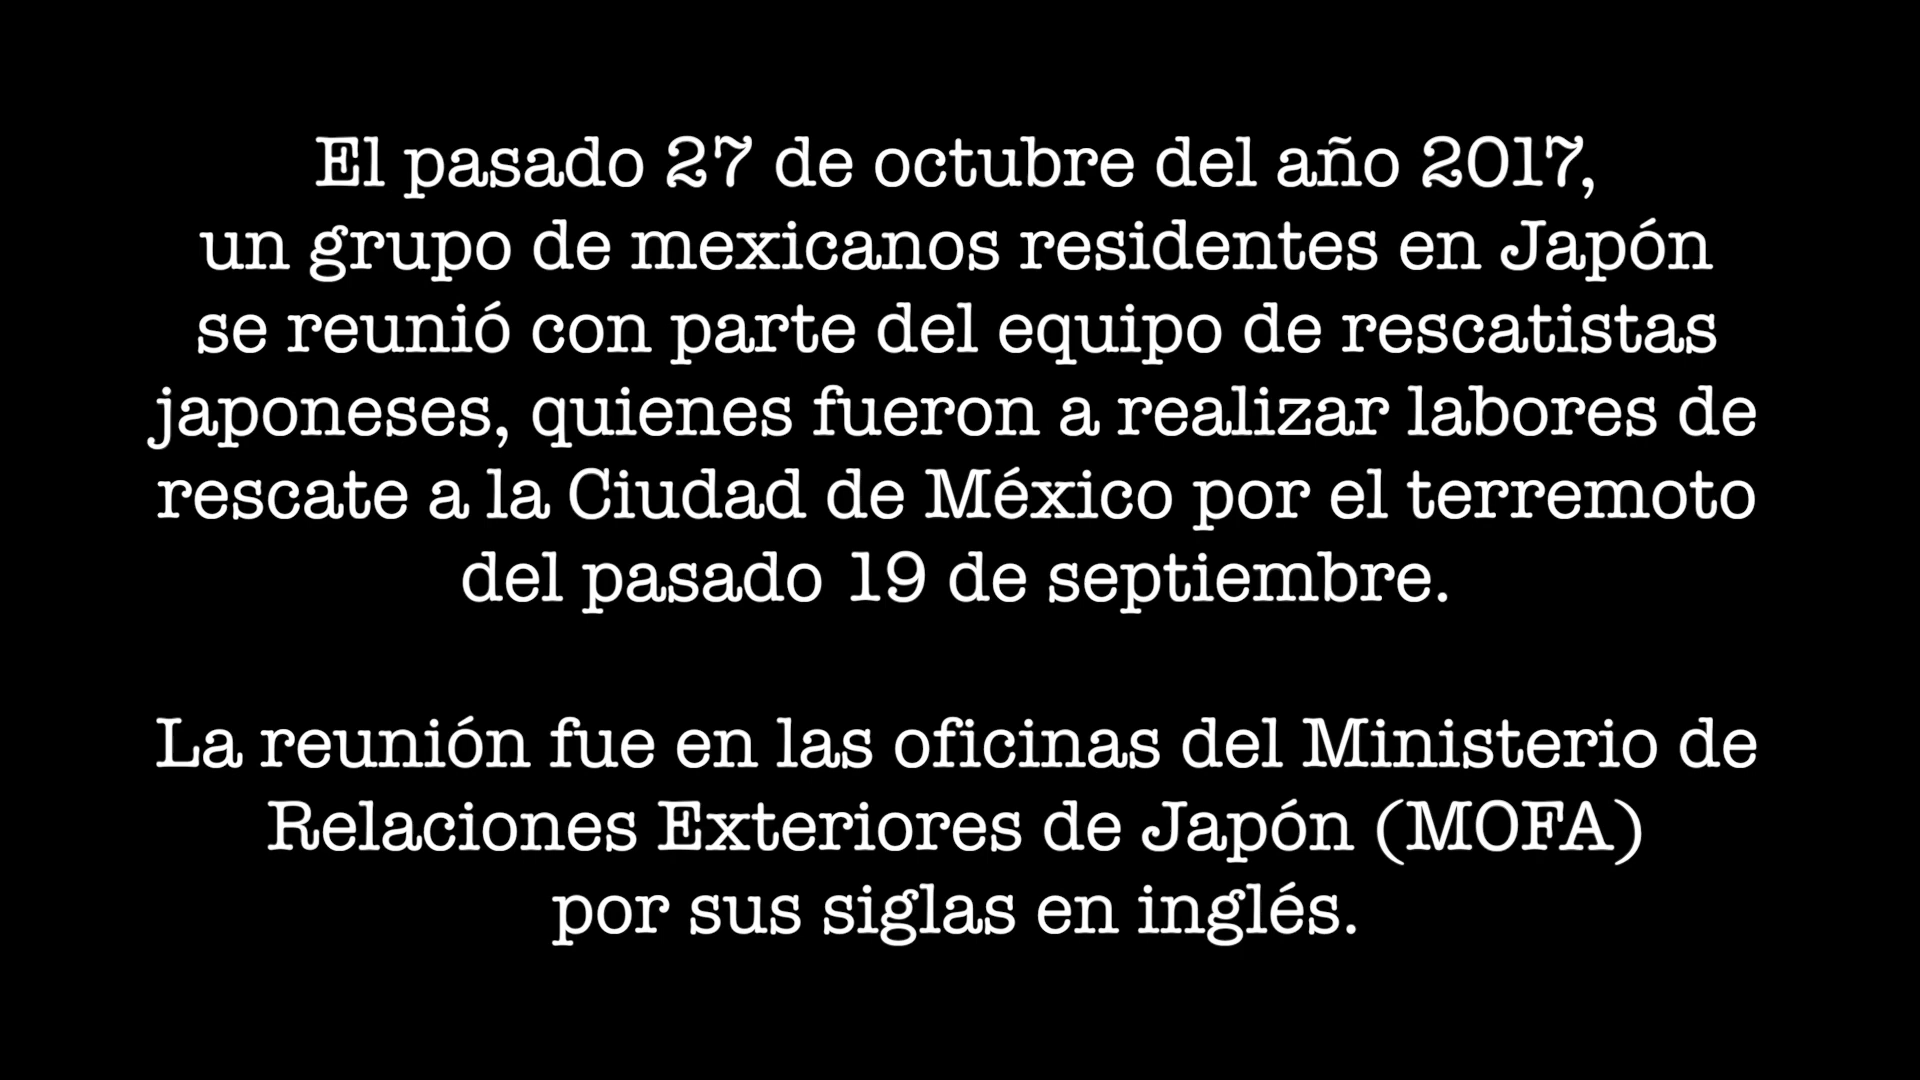 El pasado 27 de octubre del año 2017,
un grupo de mexicanos residentes en Japón
se reunió con parte del equipo de rescatistas
japoneses, quienes fueron a realizar labores de
rescate a la Ciudad de México por el terremoto
del pasado 19 de septiembre.
La reunión fue en las oficinas del Ministerio de
Relaciones Exteriores de Japón (MOFA)
por sus siglas en inglés.